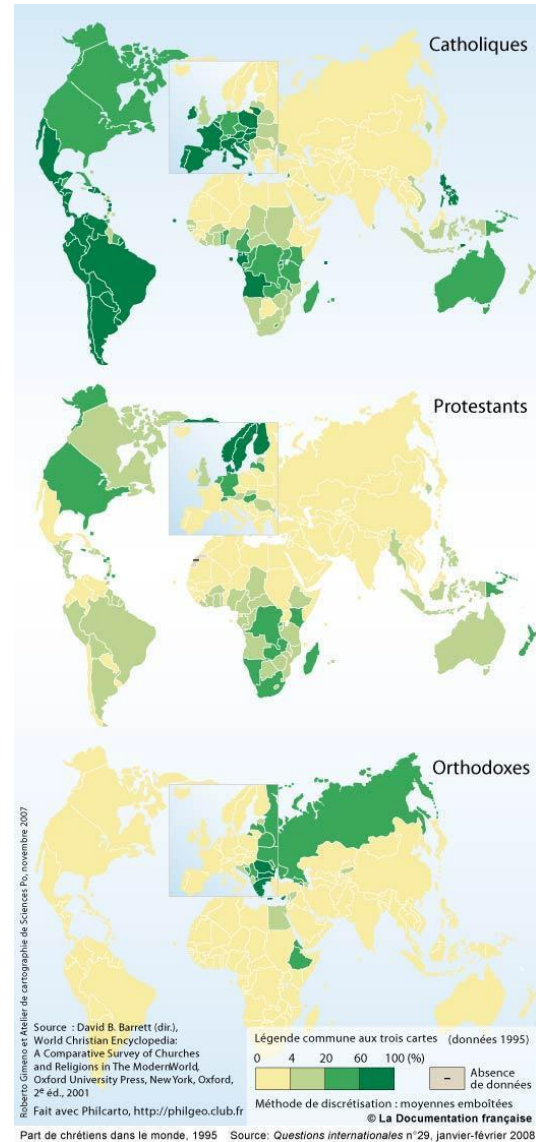 Catholiques
Protestants
Orthodoxes
Roberto Gimeno et Atelier de cartographie de Sciences Po, novembre 2007
Source : David B. Barrett (dir.),
World Christian Encyclopedia:
A Comparative Survey of Churches
and Religions in The ModernWorld,
Oxford University Press, New York, Oxford,
2e éd., 2001
Fait avec Philcarto, http://philgeo.club.fr
Légende commune aux trois cartes (données 1995)
0 4 20 60 100 (%)
– Absence
de données
Méthode de discrétisation : moyennes emboîtées
© La Documentation française
Part de chrétiens dans le monde, 1995 Source: Questions internationales n°29, janvier-février 2008